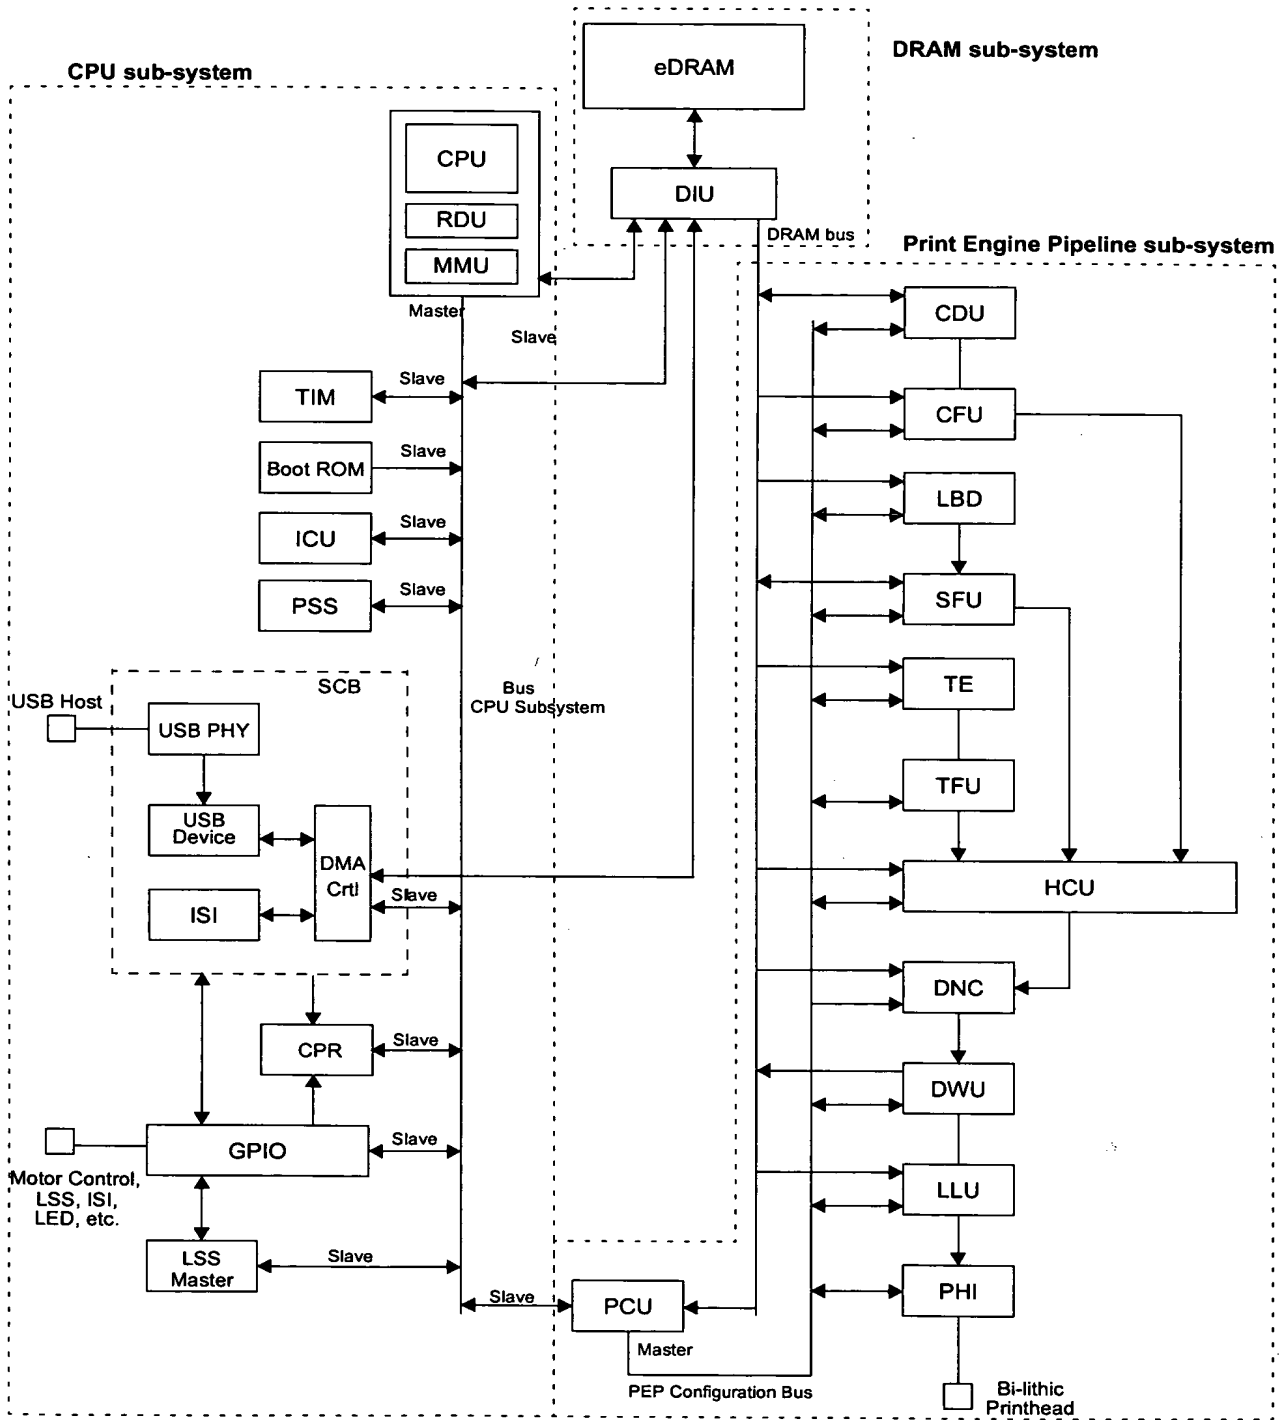 DRAM sub-system
CPU sub-system
eDRAM
CPU
RDU
MMU
DIU
DRAM bus
Print Engine Pipeline sub-system
Master
Slave
CDU
TIM
Slave
CFU
Boot ROM
Slave
LBD
ICU
Slave
PSS
Slave
SFU
SCB
TE
USB Host
USB PHY
Bus
CPU Subsystem
TFU
USB
Device
DMA
Crtl
Slave
ISI
HCU
DNC
CPR
Slave
DWU
GPIO
Slave
Motor Control,
LSS, ISI,
LED, etc.
LLU
LSS
Master
Slave
Slave
PCU
PHI
Master
PEP Configuration Bus
Bi-lithic
Printhead